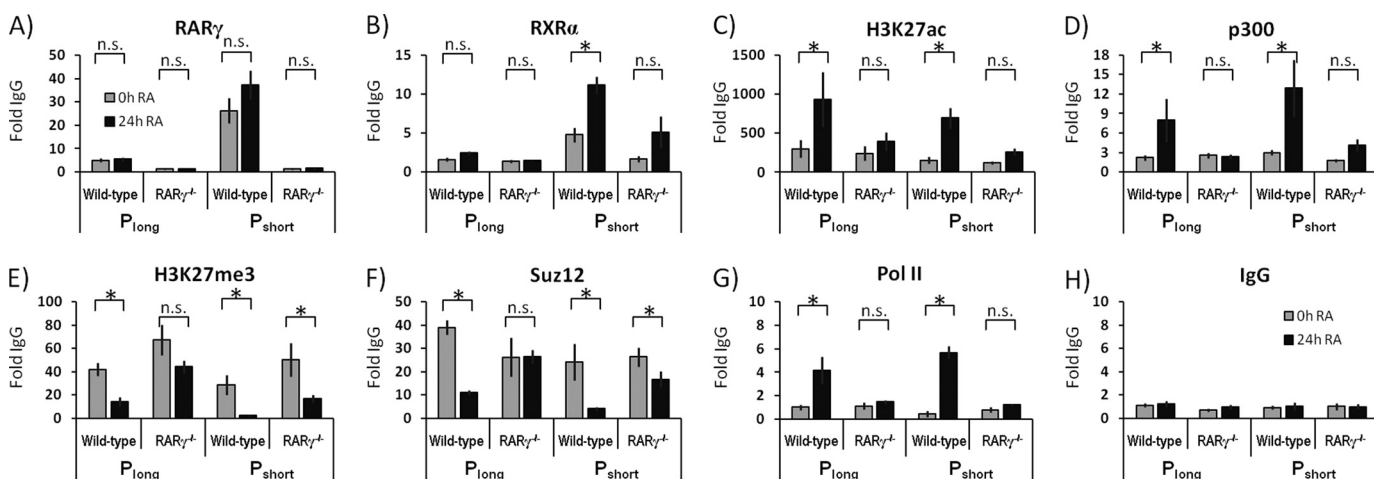 A) RARγ
n.s. n.s. n.s. n.s.
Fold IgG
50
40
30
20
10
0
0h RA
24h RA
Wild-type RARγ-/- Wild-type RARγ-/-
Plong Pshort
B) RXRα
n.s. n.s. * n.s.
Fold IgG
15
10
5
0
Wild-type RARγ-/- Wild-type RARγ-/-
Plong Pshort
C) H3K27ac
* n.s. * n.s.
Fold IgG
1500
1000
500
0
Wild-type RARγ-/- Wild-type RARγ-/-
Plong Pshort
D) p300
* n.s. * n.s.
Fold IgG
18
15
12
9
6
3
0
Wild-type RARγ-/- Wild-type RARγ-/-
Plong Pshort
E) H3K27me3
* n.s. * *
Fold IgG
100
80
60
40
20
0
Wild-type RARγ-/- Wild-type RARγ-/-
Plong Pshort
F) Suz12
* n.s. * *
Fold IgG
50
40
30
20
10
0
Wild-type RARγ-/- Wild-type RARγ-/-
Plong Pshort
G) Pol II
* n.s. * n.s.
Fold IgG
10
8
6
4
2
0
Wild-type RARγ-/- Wild-type RARγ-/-
Plong Pshort
H) IgG
Fold IgG
10
8
6
4
2
0
0h RA
24h RA
Wild-type RARγ-/- Wild-type RARγ-/-
Plong Pshort